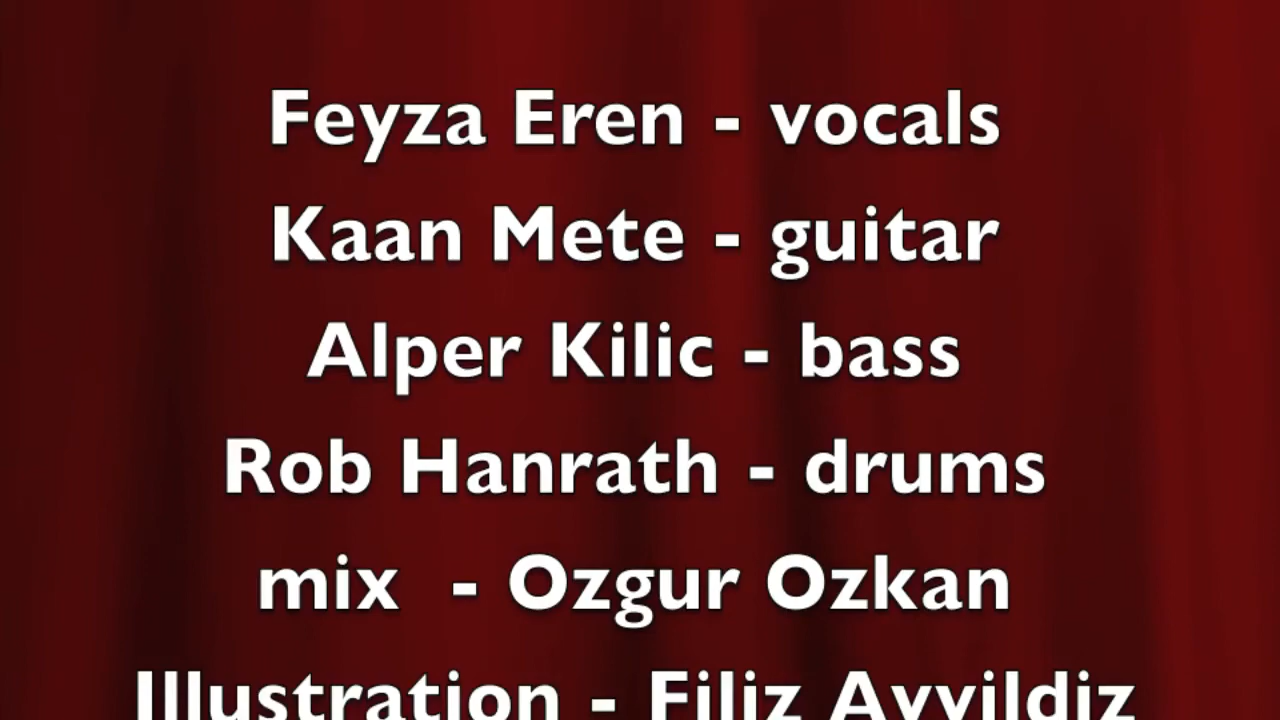 Feyza Eren - vocals
Kaan Mete - guitar
Alper Kilic - bass
Rob Hanrath - drums
mix - Ozgur Ozkan
Illustration - Filiz Ayyildiz